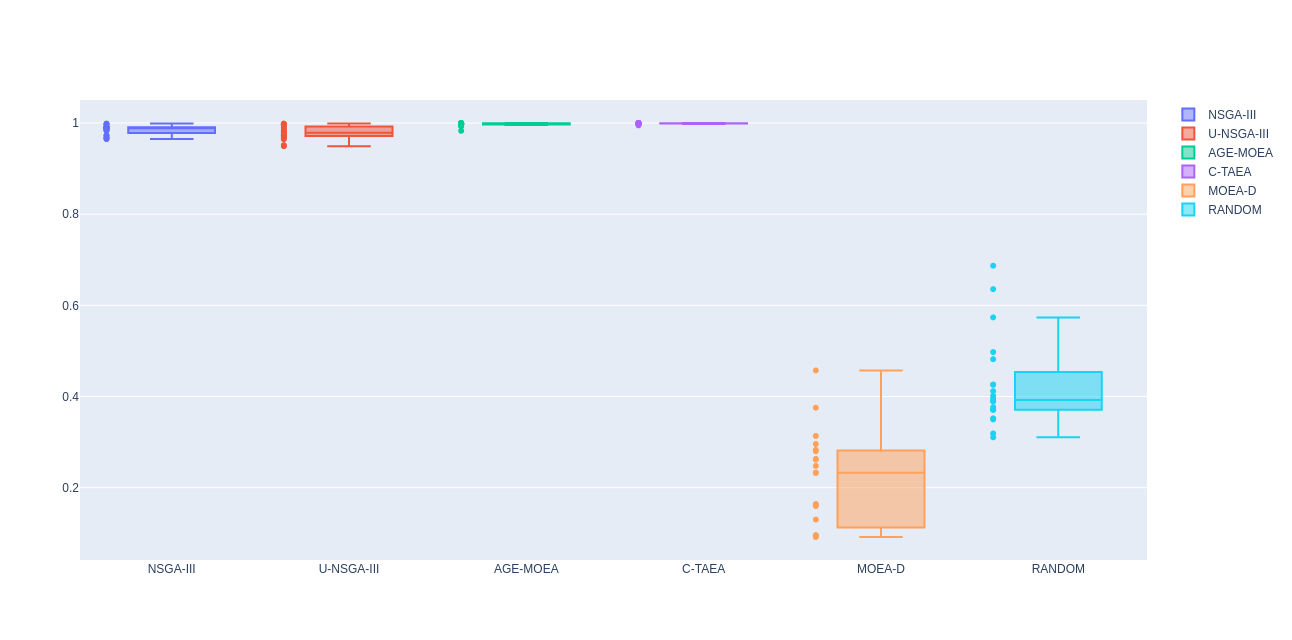 1
0.8
0.6
0.4
0.2
NSGA-III
U-NSGA-III
AGE-MOEA
C-TAEA
MOEA-D
RANDOM
NSGA-III
U-NSGA-III
AGE-MOEA
C-TAEA
MOEA-D
RANDOM